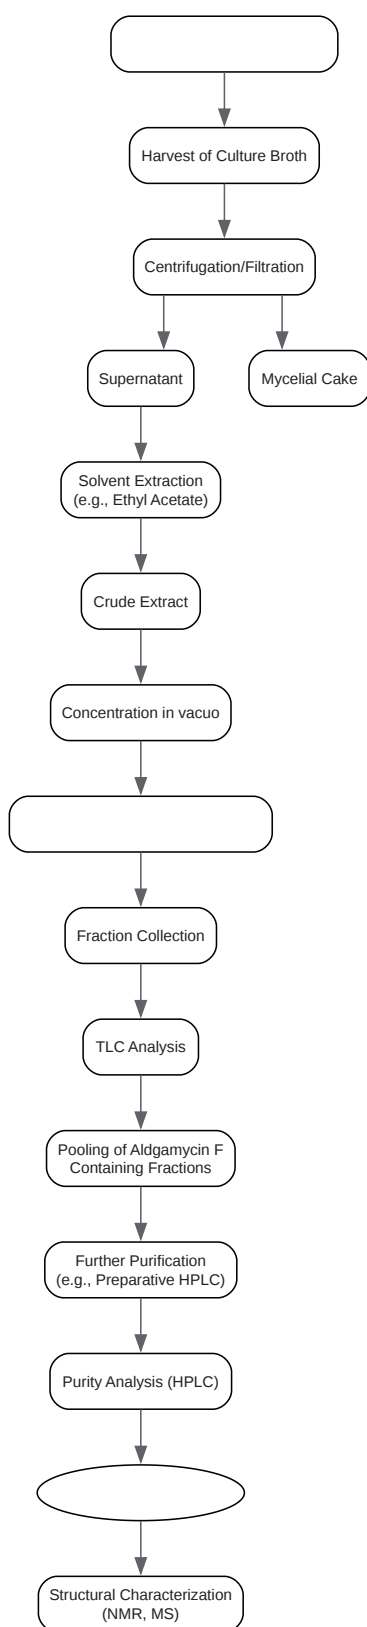 Harvest of Culture Broth
Centrifugation/Filtration
Supernatant
Mycelial Cake
Solvent Extraction
(e.g., Ethyl Acetate)
Crude Extract
Concentration in vacuo
Fraction Collection
TLC Analysis
Pooling of Aldgamycin F
Containing Fractions
Further Purification
(e.g., Preparative HPLC)
Purity Analysis (HPLC)
Structural Characterization
(NMR, MS)